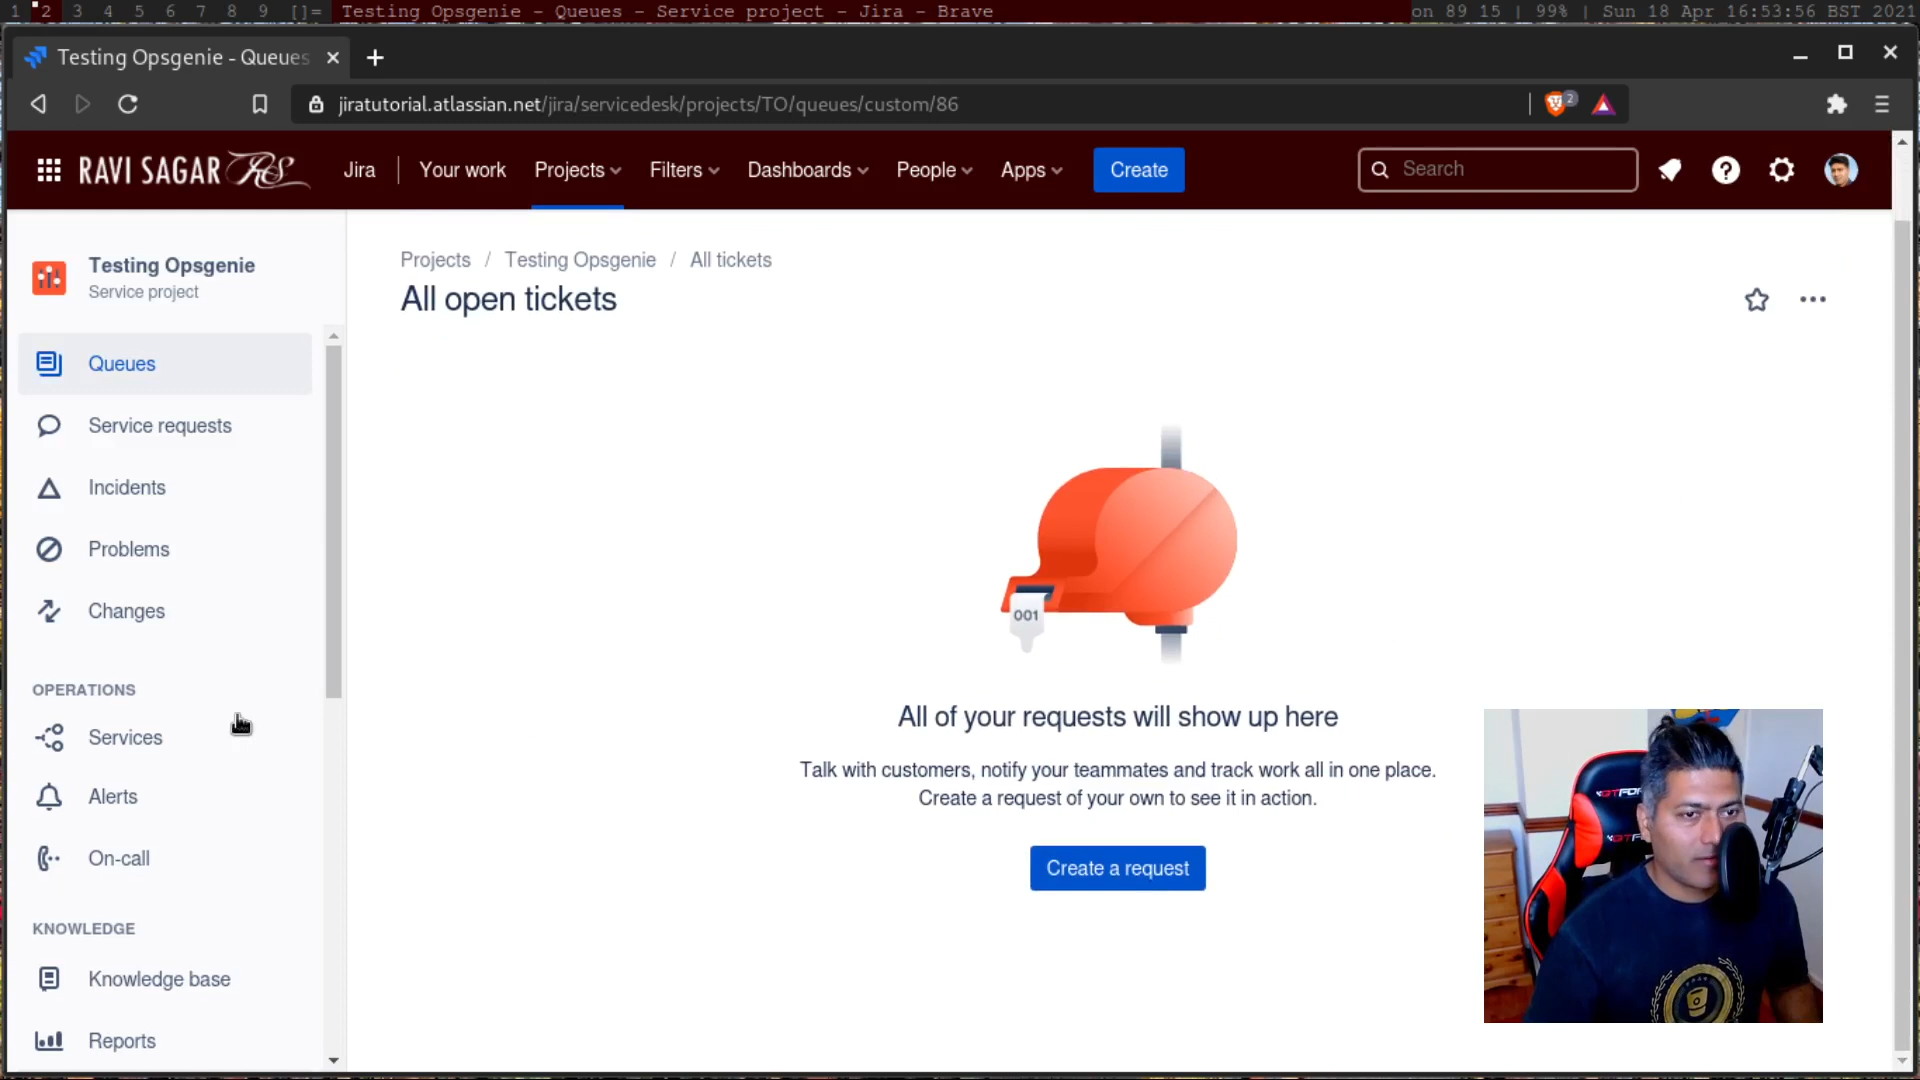 1 2 3 4 5 6 7 8 9 []= Testing Opsgenie - Queues - Service project - Jira - Brave on 89 15 | 99% | Sun 18 Apr 16:53:56 BST 2021
Testing Opsgenie - Queues
jiratutorial.atlassian.net/jira/servicedesk/projects/TO/queues/custom/86 2
RAVI SAGAR RS Jira Your work Projects Filters Dashboards People Apps Create Search
Testing Opsgenie
Service project
Queues
Service requests
Incidents
Problems
Changes
OPERATIONS
Services
Alerts
On-call
KNOWLEDGE
Knowledge base
Reports
Projects / Testing Opsgenie / All tickets
All open tickets
001
All of your requests will show up here
Talk with customers, notify your teammates and track work all in one place.
Create a request of your own to see it in action.
Create a request